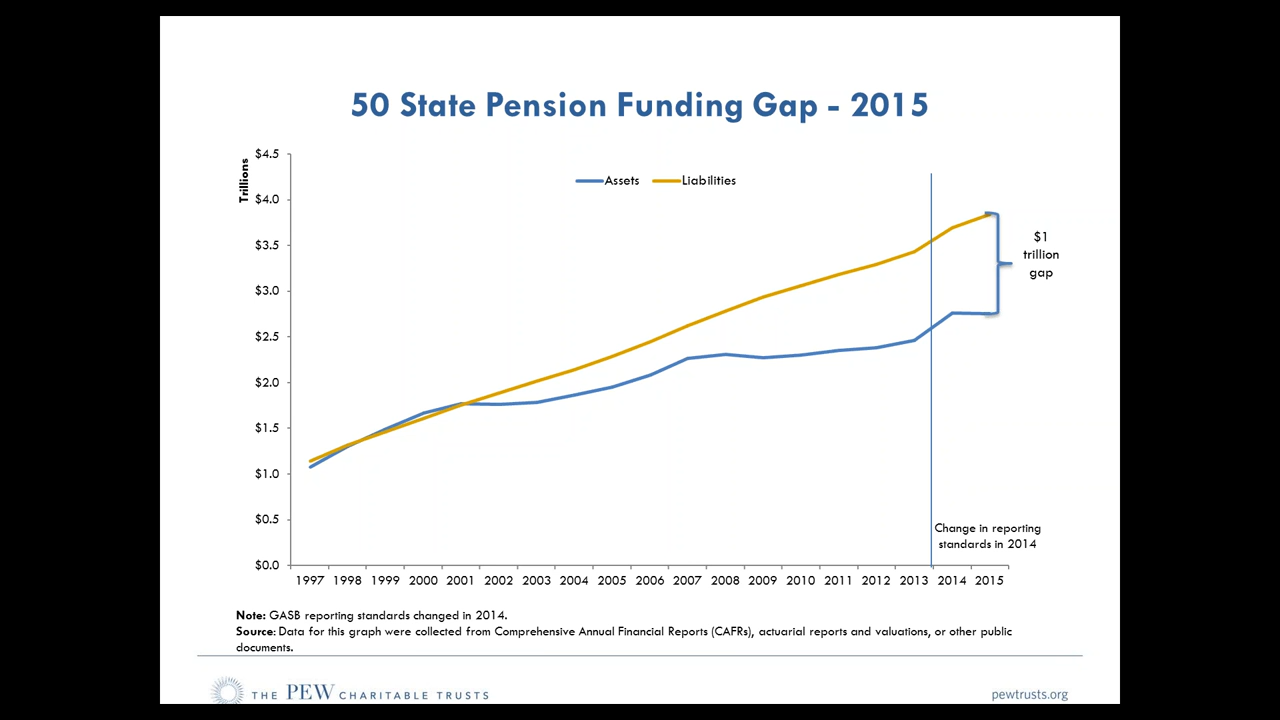 50 State Pension Funding Gap - 2015
Trillions
$4.5
$4.0
$3.5
$3.0
$2.5
$2.0
$1.5
$1.0
$0.5
$0.0
Assets Liabilities
$1
trillion
gap
Change in reporting
standards in 2014
1997 1998 1999 2000 2001 2002 2003 2004 2005 2006 2007 2008 2009 2010 2011 2012 2013 2014 2015
Note: GASB reporting standards changed in 2014.
Source: Data for this graph were collected from Comprehensive Annual Financial Reports (CAFRs), actuarial reports and valuations, or other public
documents.
THE PEW CHARITABLE TRUSTS
pewtrusts.org